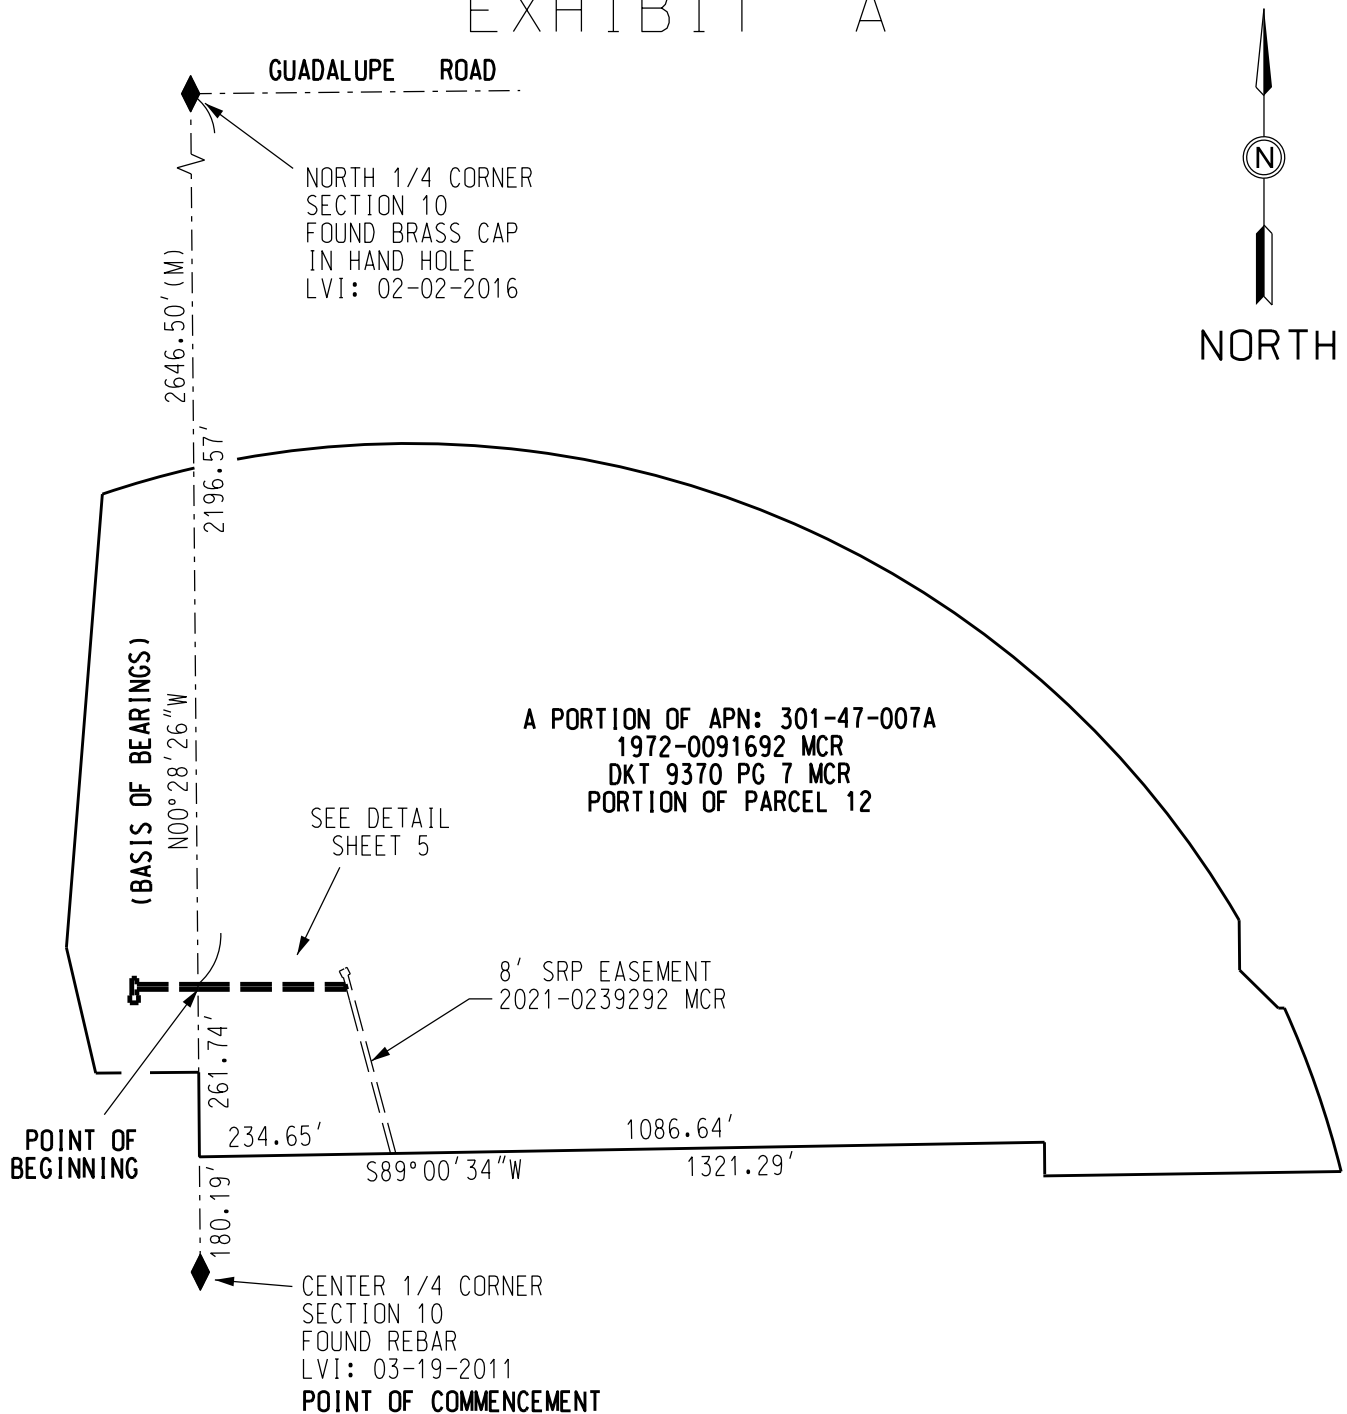 EXHIBIT A
GUADALUPE ROAD
NORTH 1/4 CORNER
SECTION 10
FOUND BRASS CAP
IN HAND HOLE
LVI: 02-02-2016
N
NORTH
2646.50' (M)
2196.57'
(BASIS OF BEARINGS)
N00°28'26"W
A PORTION OF APN: 301-47-007A
1972-0091692 MCR
DKT 9370 PG 7 MCR
PORTION OF PARCEL 12
SEE DETAIL
SHEET 5
8' SRP EASEMENT
2021-0239292 MCR
261.74'
POINT OF
BEGINNING
234.65'
1086.64'
S89°00'34"W
1321.29'
180.19'
CENTER 1/4 CORNER
SECTION 10
FOUND REBAR
LVI: 03-19-2011
POINT OF COMMENCEMENT